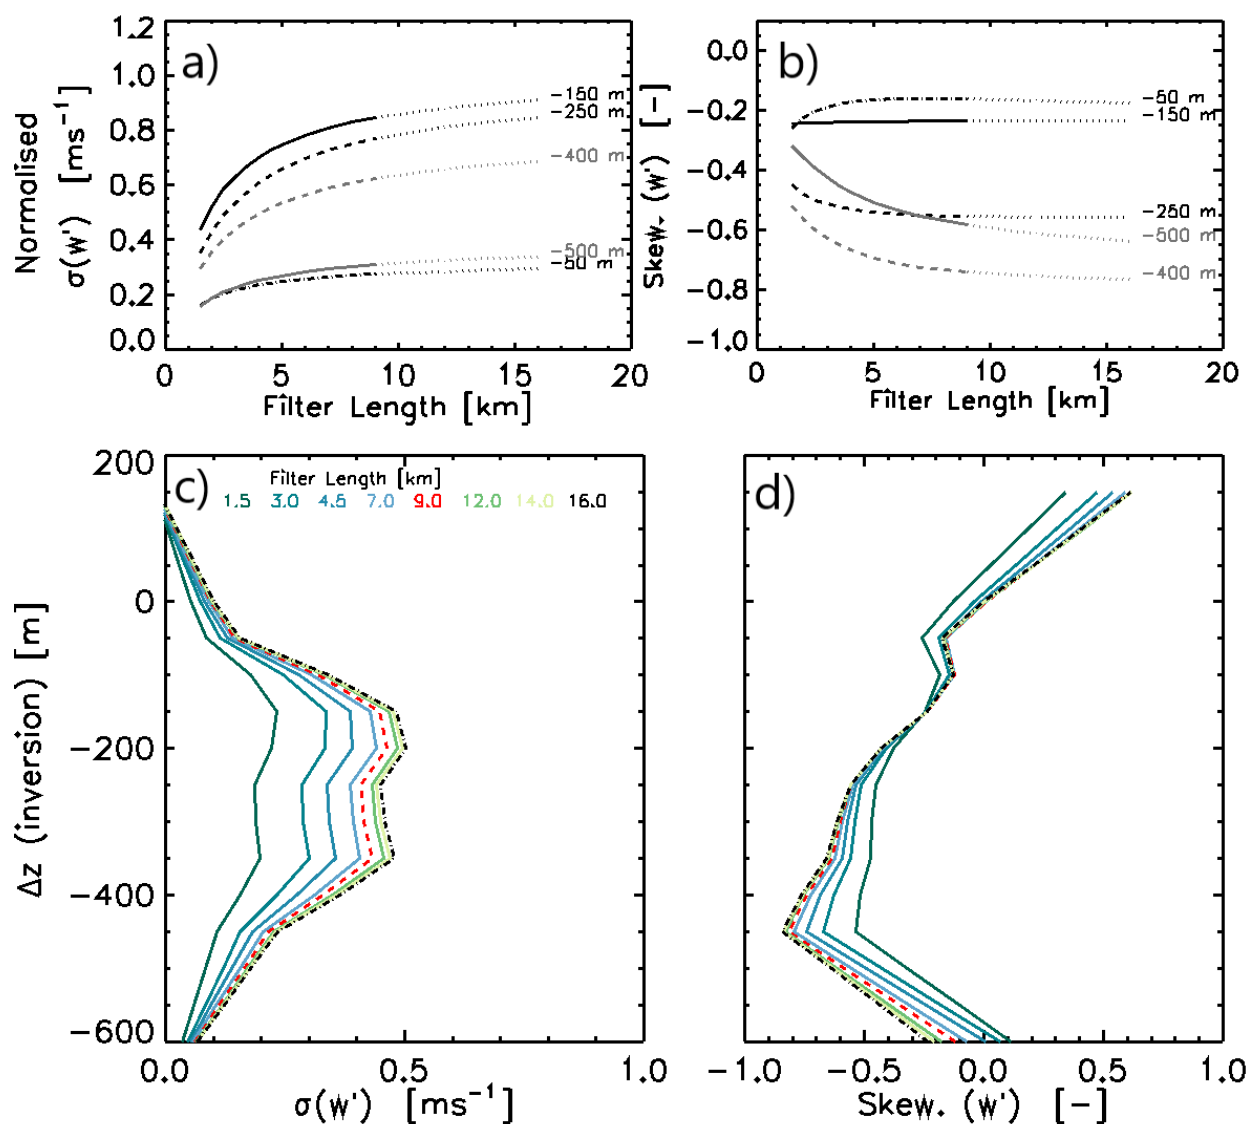 a)
Normalised
σ(w') [ms⁻¹]
1.2
1.0
0.8
0.6
0.4
0.2
0.0
-150 m
-250 m
-400 m
-500 m
-50 m
0 5 10 15 20
Filter Length [km]
b)
Skew. (w') [-]
0.0
-0.2
-0.4
-0.6
-0.8
-1.0
-50 m
-150 m
-250 m
-500 m
-400 m
0 5 10 15 20
Filter Length [km]
c)
Filter Length [km]
1.5 3.0 4.5 7.0 9.0 12.0 14.0 16.0
Δz (inversion) [m]
200
0
-200
-400
-600
0.0 0.5 1.0
σ(w') [ms⁻¹]
d)
-1.0 -0.5 0.0 0.5 1.0
Skew. (w') [-]